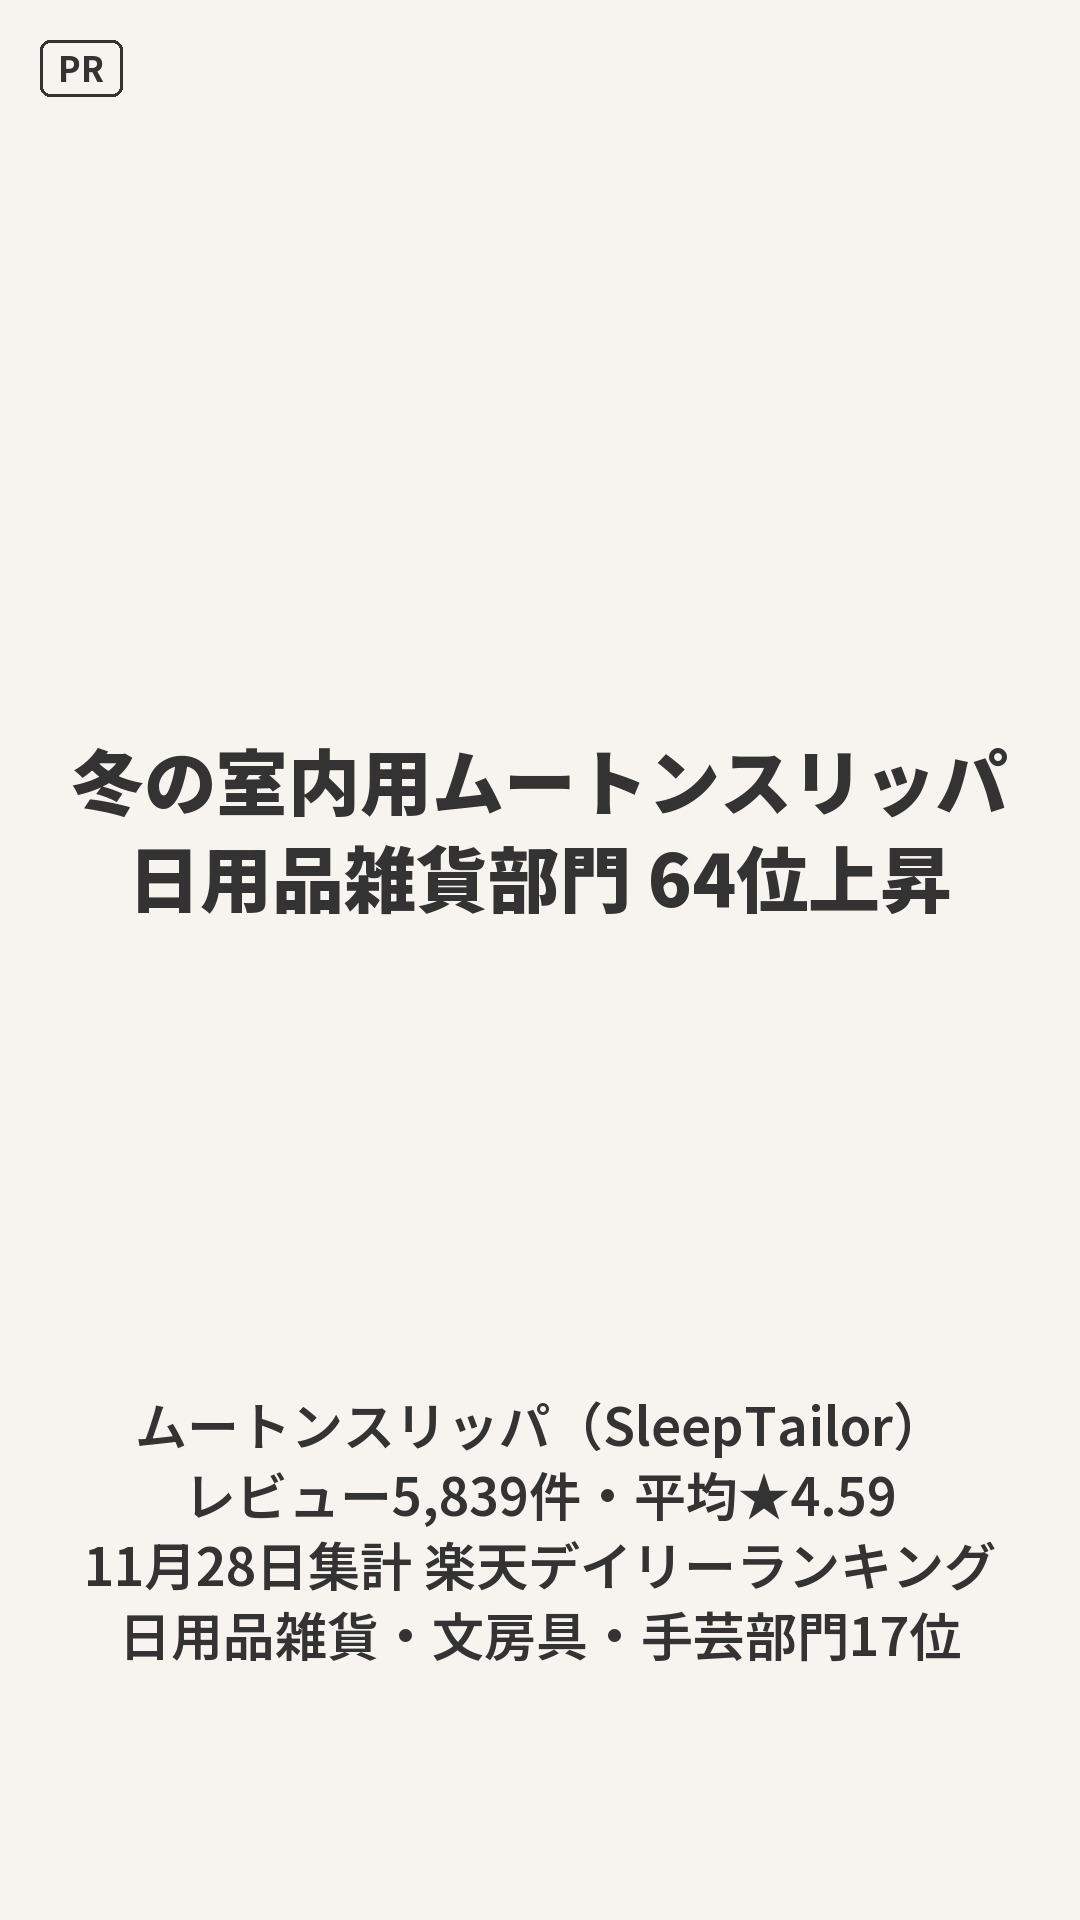 PR
冬の室内用ムートンスリッパ
日用品雑貨部門 64位上昇
ムートンスリッパ（SleepTailor）
レビュー5,839件・平均★4.59
11月28日集計 楽天デイリーランキング
日用品雑貨・文房具・手芸部門17位